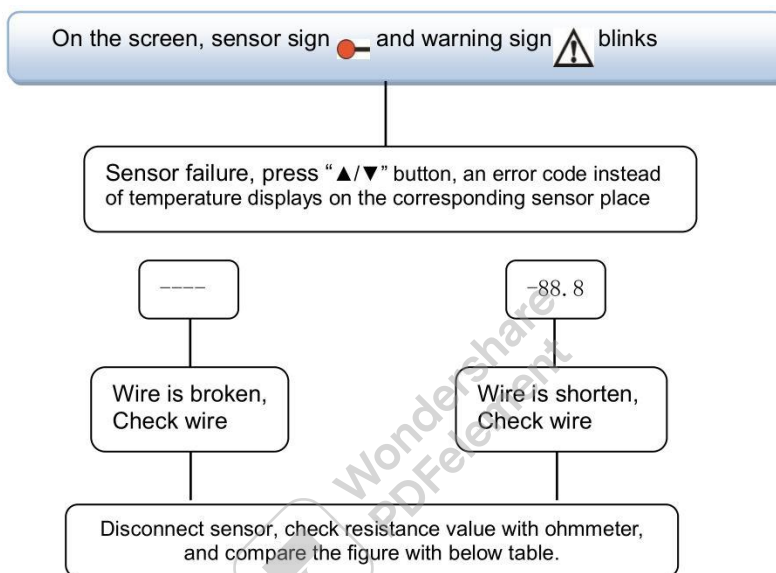 On the screen, sensor sign and warning sign blinks
Sensor failure, press “▲/▼” button, an error code instead
of temperature displays on the corresponding sensor place
----
-88.8
Wire is broken,
Check wire
Wire is shorten,
Check wire
Disconnect sensor, check resistance value with ohmmeter,
and compare the figure with below table.
Wondershare
PDFelement